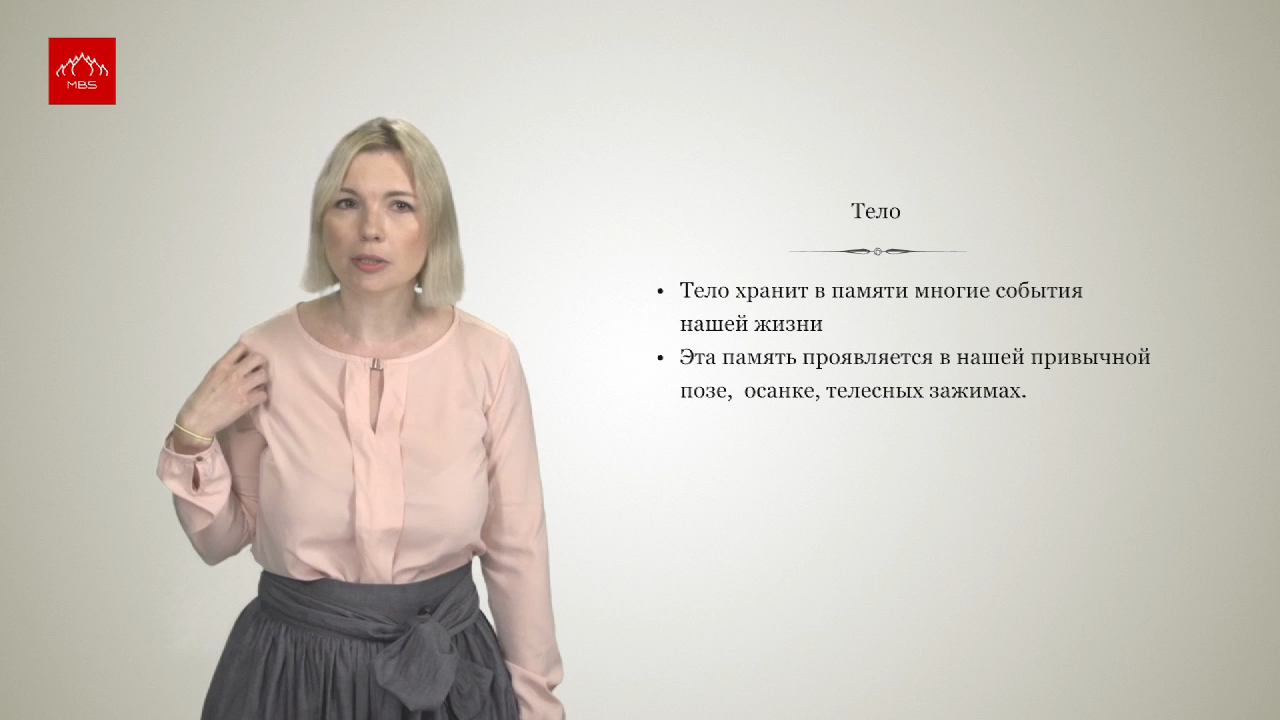 MBS
Тело
• Тело хранит в памяти многие события
нашей жизни
• Эта память проявляется в нашей привычной
позе,  осанке, телесных зажимах.